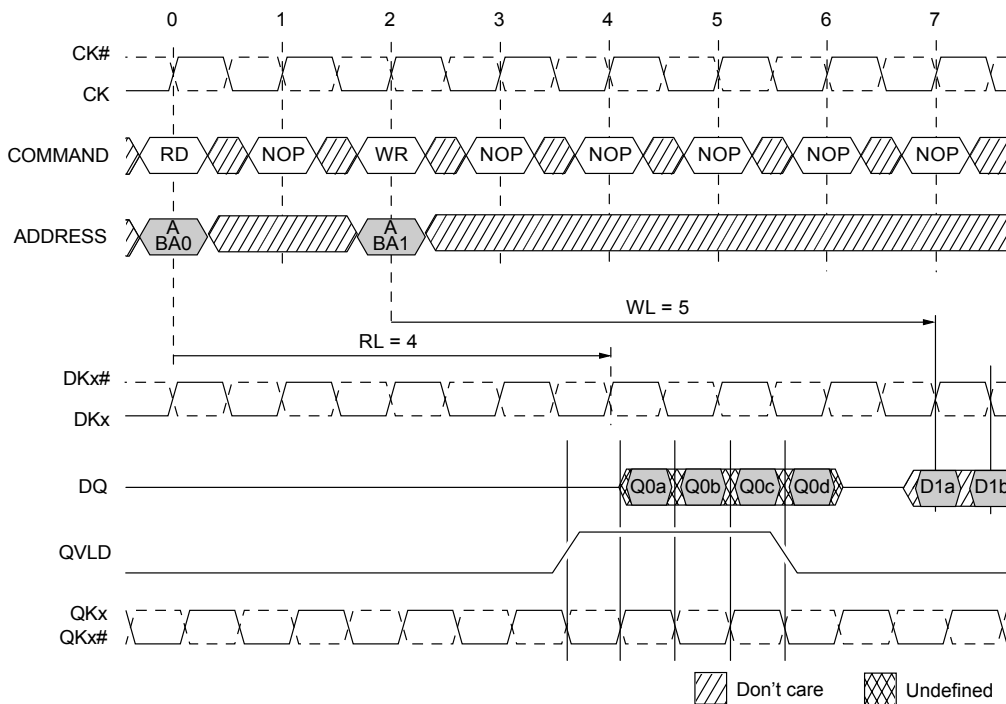 0 1 2 3 4 5 6 7
CK#
CK
COMMAND RD NOP WR NOP NOP NOP NOP NOP
ADDRESS A BA0 A BA1
WL = 5
RL = 4
DKx#
DKx
DQ Q0a Q0b Q0c Q0d D1a D1b
QVLD
QKx
QKx#
Don't care Undefined